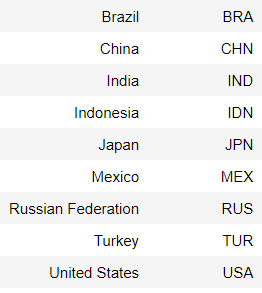 Brazil BRA
China CHN
India IND
Indonesia IDN
Japan JPN
Mexico MEX
Russian Federation RUS
Turkey TUR
United States USA